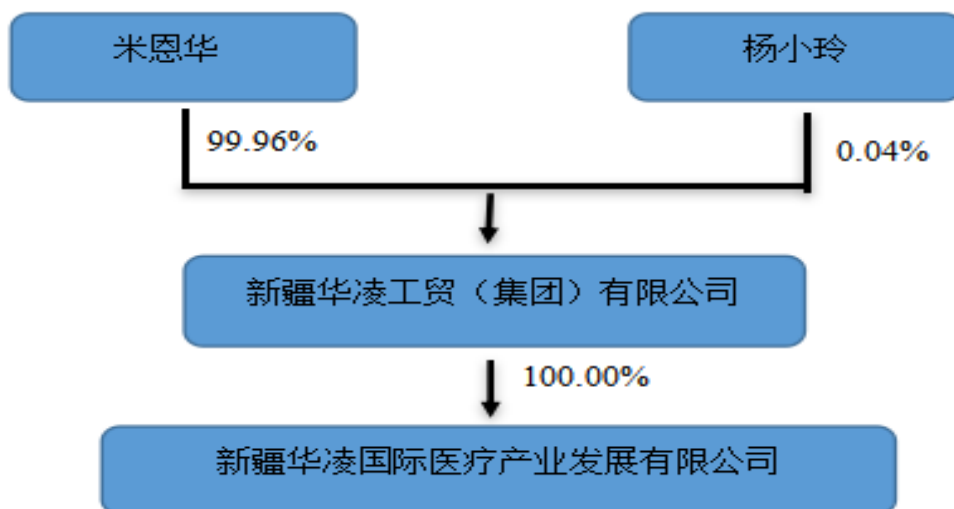 米恩华
杨小玲
99.96%
0.04%
新疆华凌工贸（集团）有限公司
100.00%
新疆华凌国际医疗产业发展有限公司